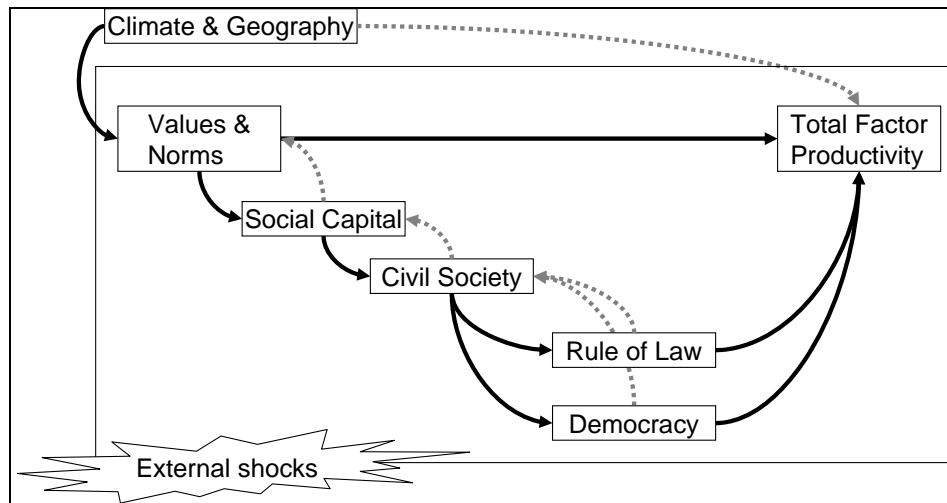 Climate & Geography
Values &
Norms
Total Factor
Productivity
Social Capital
Civil Society
Rule of Law
Democracy
External shocks